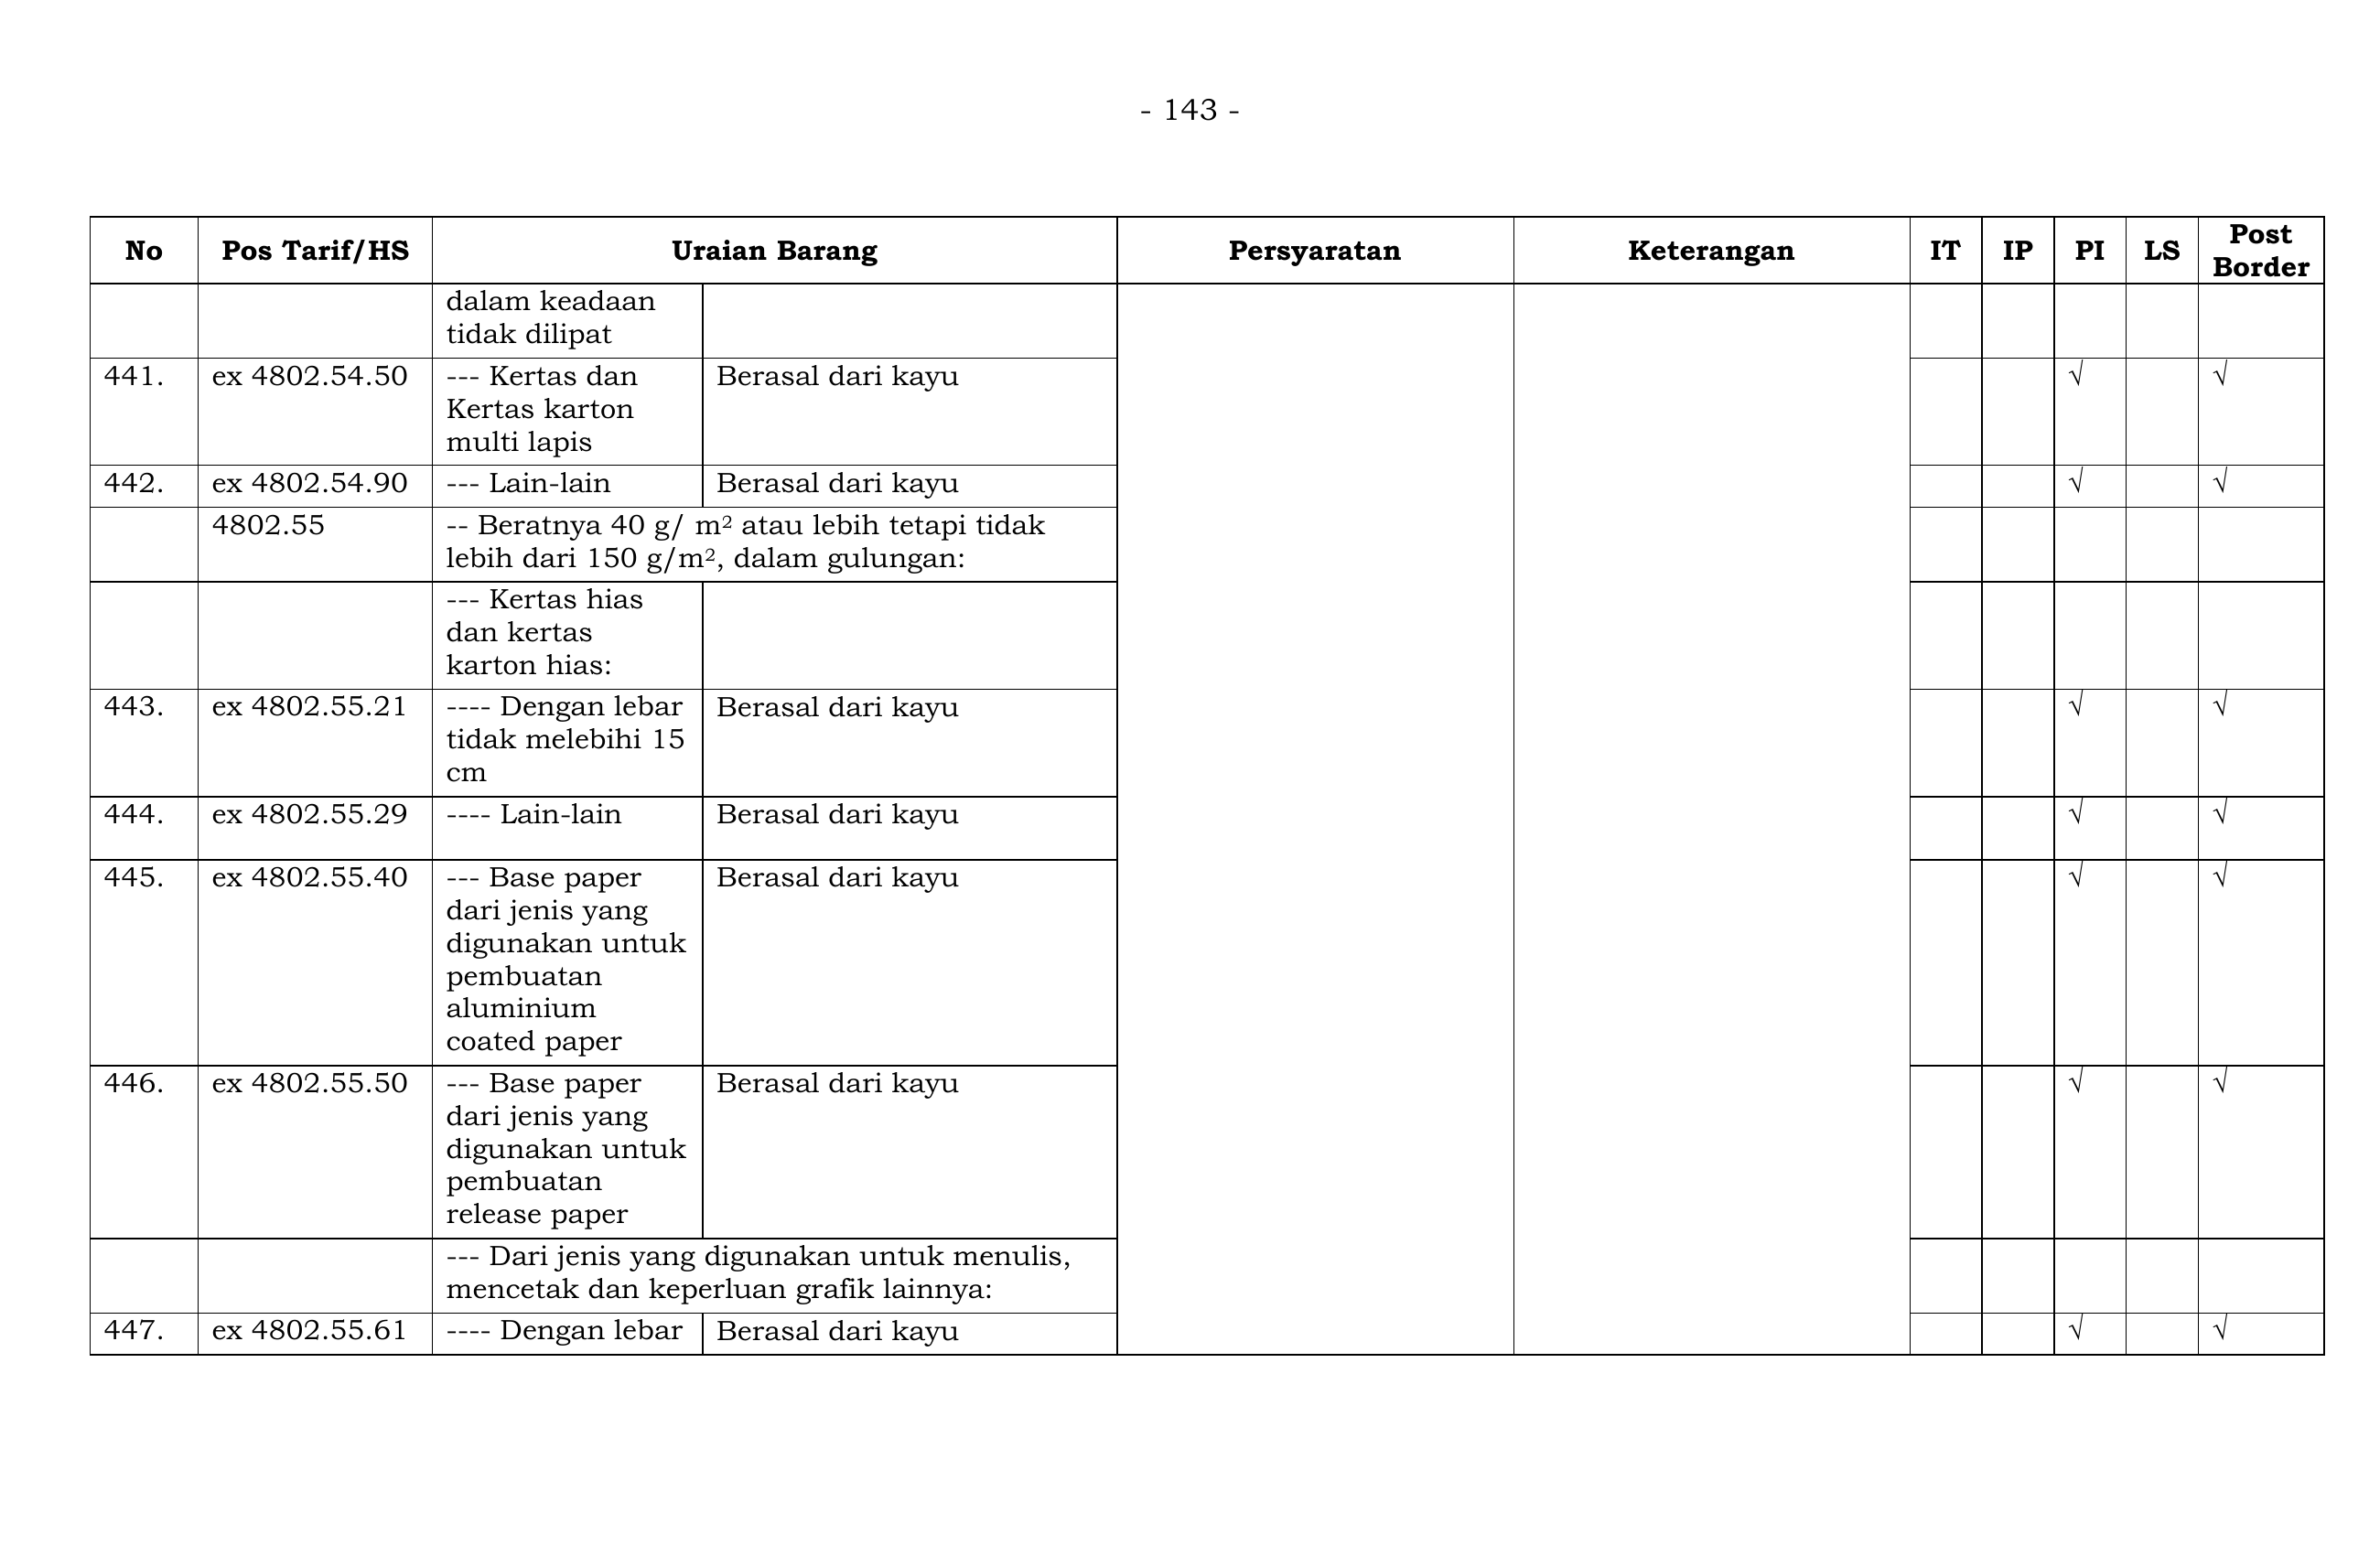 - 143 -
No Pos Tarif/HS Uraian Barang Persyaratan Keterangan IT IP PI LS Post Border
dalam keadaan
tidak dilipat
441. ex 4802.54.50 --- Kertas dan Berasal dari kayu √ √
Kertas karton
multi lapis
442. ex 4802.54.90 --- Lain-lain Berasal dari kayu √ √
4802.55 -- Beratnya 40 g/ m² atau lebih tetapi tidak
lebih dari 150 g/m², dalam gulungan:
--- Kertas hias
dan kertas
karton hias:
443. ex 4802.55.21 ---- Dengan lebar Berasal dari kayu √ √
tidak melebihi 15
cm
444. ex 4802.55.29 ---- Lain-lain Berasal dari kayu √ √
445. ex 4802.55.40 --- Base paper Berasal dari kayu √ √
dari jenis yang
digunakan untuk
pembuatan
aluminium
coated paper
446. ex 4802.55.50 --- Base paper Berasal dari kayu √ √
dari jenis yang
digunakan untuk
pembuatan
release paper
--- Dari jenis yang digunakan untuk menulis,
mencetak dan keperluan grafik lainnya:
447. ex 4802.55.61 ---- Dengan lebar Berasal dari kayu √ √